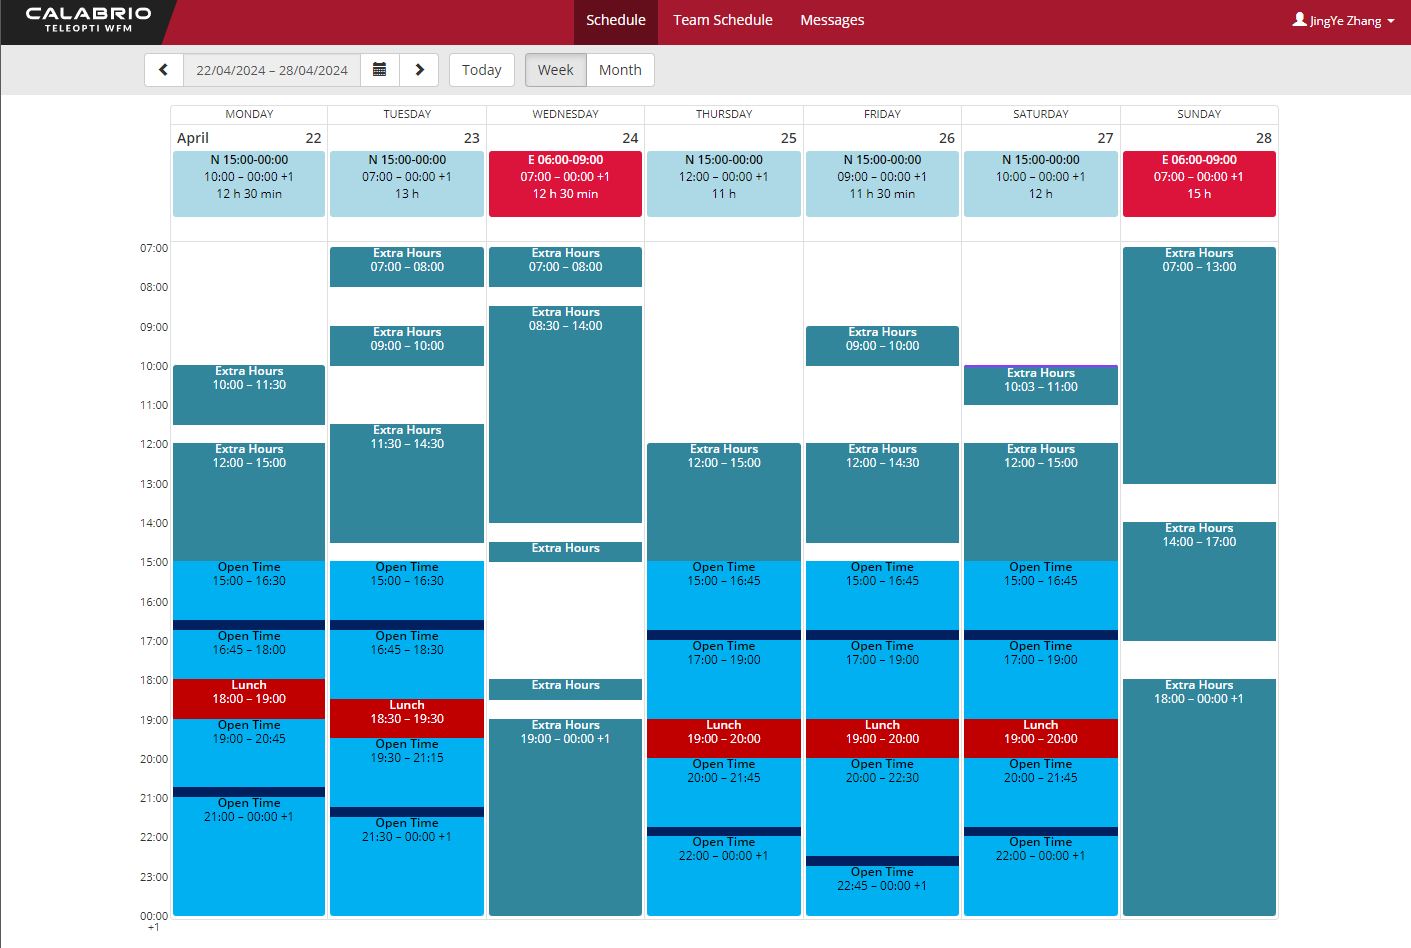 CALABRIO
TELEOPTI WFM
Schedule
Team Schedule
Messages
JingYe Zhang
22/04/2024 – 28/04/2024
Today
Week
Month
MONDAY
TUESDAY
WEDNESDAY
THURSDAY
FRIDAY
SATURDAY
SUNDAY
April 22
23
24
25
26
27
28
N 15:00-00:00
10:00 – 00:00 +1
12 h 30 min
N 15:00-00:00
07:00 – 00:00 +1
13 h
E 06:00-09:00
07:00 – 00:00 +1
12 h 30 min
N 15:00-00:00
12:00 – 00:00 +1
11 h
N 15:00-00:00
09:00 – 00:00 +1
11 h 30 min
N 15:00-00:00
10:00 – 00:00 +1
12 h
E 06:00-09:00
07:00 – 00:00 +1
15 h
07:00
08:00
09:00
10:00
11:00
12:00
13:00
14:00
15:00
16:00
17:00
18:00
19:00
20:00
21:00
22:00
23:00
00:00
+1
Extra Hours
10:00 – 11:30
Extra Hours
12:00 – 15:00
Open Time
15:00 – 16:30
Open Time
16:45 – 18:00
Lunch
18:00 – 19:00
Open Time
19:00 – 20:45
Open Time
21:00 – 00:00 +1
Extra Hours
07:00 – 08:00
Extra Hours
09:00 – 10:00
Extra Hours
11:30 – 14:30
Open Time
15:00 – 16:30
Open Time
16:45 – 18:30
Lunch
18:30 – 19:30
Open Time
19:30 – 21:15
Open Time
21:30 – 00:00 +1
Extra Hours
07:00 – 08:00
Extra Hours
08:30 – 14:00
Extra Hours
Extra Hours
Extra Hours
19:00 – 00:00 +1
Extra Hours
12:00 – 15:00
Open Time
15:00 – 16:45
Open Time
17:00 – 19:00
Lunch
19:00 – 20:00
Open Time
20:00 – 21:45
Open Time
22:00 – 00:00 +1
Extra Hours
09:00 – 10:00
Extra Hours
12:00 – 14:30
Open Time
15:00 – 16:45
Open Time
17:00 – 19:00
Lunch
19:00 – 20:00
Open Time
20:00 – 22:30
Open Time
22:45 – 00:00 +1
Extra Hours
10:03 – 11:00
Extra Hours
12:00 – 15:00
Open Time
15:00 – 16:45
Open Time
17:00 – 19:00
Lunch
19:00 – 20:00
Open Time
20:00 – 21:45
Open Time
22:00 – 00:00 +1
Extra Hours
07:00 – 13:00
Extra Hours
14:00 – 17:00
Extra Hours
18:00 – 00:00 +1